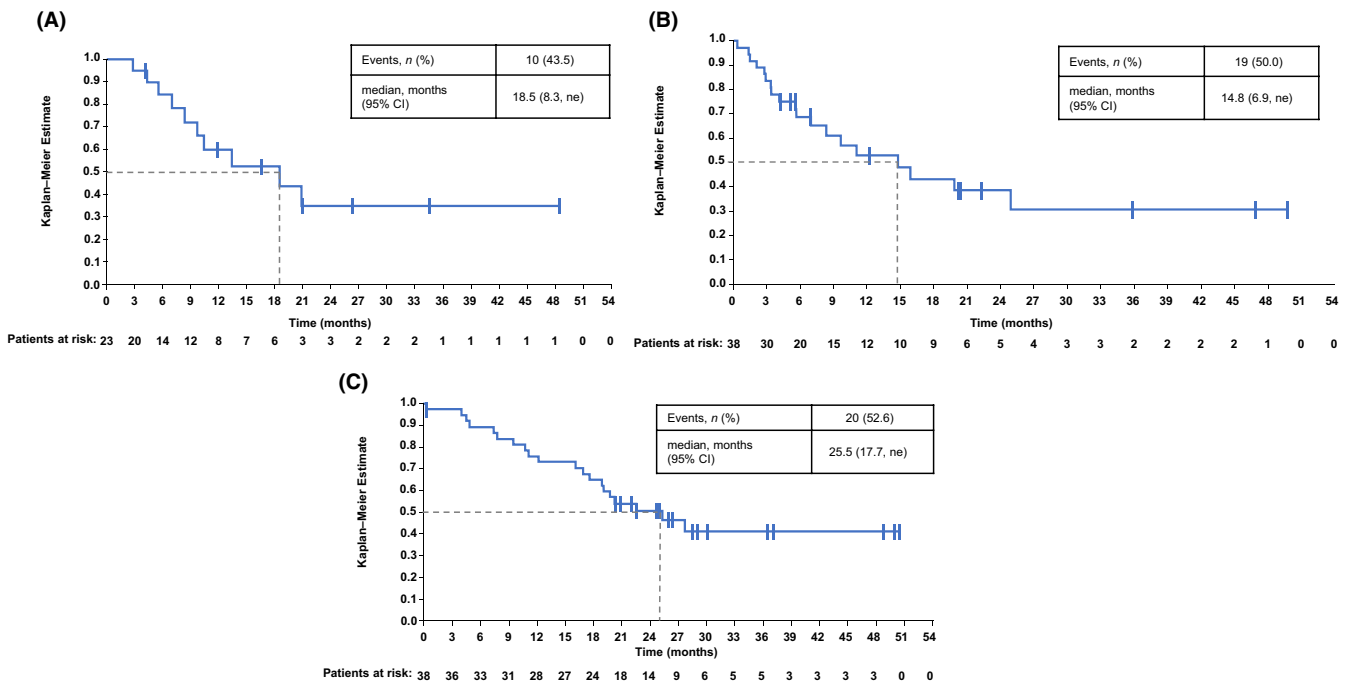 (A)
Kaplan–Meier Estimate
1.0
0.9
0.8
0.7
0.6
0.5
0.4
0.3
0.2
0.1
0.0
Events, n (%) 10 (43.5)
median, months (95% CI) 18.5 (8.3, ne)
0 3 6 9 12 15 18 21 24 27 30 33 36 39 42 45 48 51 54
Time (months)
Patients at risk: 23 20 14 12 8 7 6 3 3 2 2 2 1 1 1 1 1 0 0
(B)
Kaplan–Meier Estimate
1.0
0.9
0.8
0.7
0.6
0.5
0.4
0.3
0.2
0.1
0.0
Events, n (%) 19 (50.0)
median, months (95% CI) 14.8 (6.9, ne)
0 3 6 9 12 15 18 21 24 27 30 33 36 39 42 45 48 51 54
Time (months)
Patients at risk: 38 30 20 15 12 10 9 6 5 4 3 3 2 2 2 2 1 0 0
(C)
Kaplan–Meier Estimate
1.0
0.9
0.8
0.7
0.6
0.5
0.4
0.3
0.2
0.1
0.0
Events, n (%) 20 (52.6)
median, months (95% CI) 25.5 (17.7, ne)
0 3 6 9 12 15 18 21 24 27 30 33 36 39 42 45 48 51 54
Time (months)
Patients at risk: 38 36 33 31 28 27 24 18 14 9 6 5 5 3 3 3 3 0 0